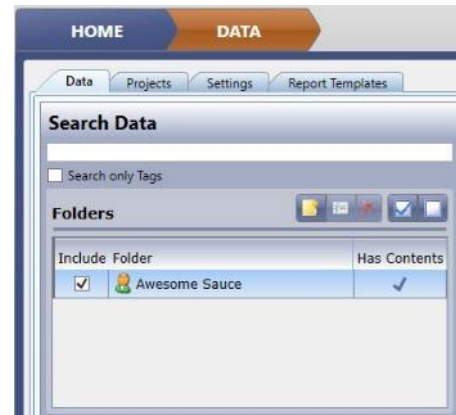 HOME DATA
Data Projects Settings Report Templates
Search Data
Search only Tags
Folders
Include Folder Has Contents
Awesome Sauce